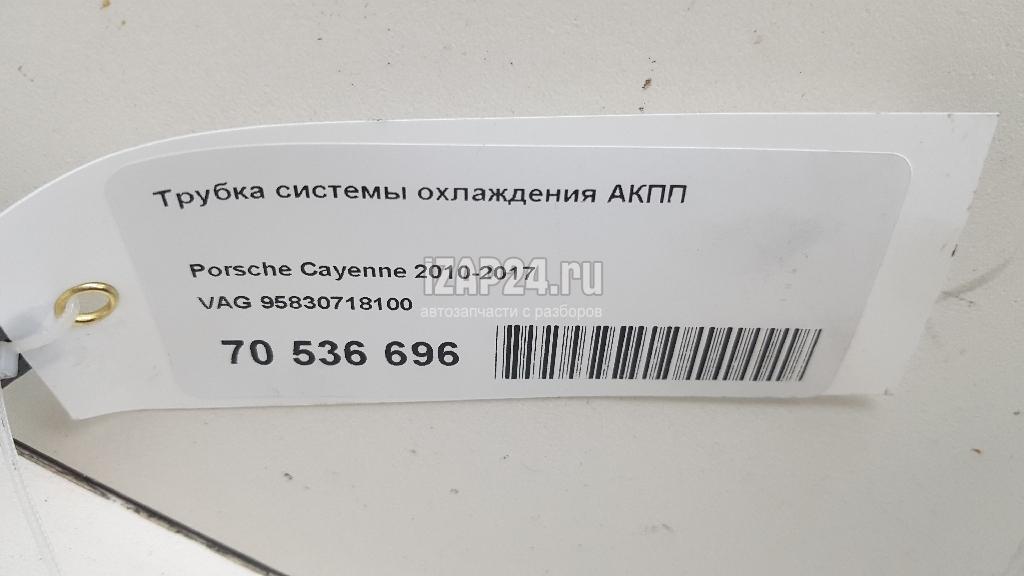 Трубка системы охлаждения АКПП
Porsche Cayenne 2010-2017
iZAP24.ru
VAG 95830718100
автозапчасти с разборов
70 536 696